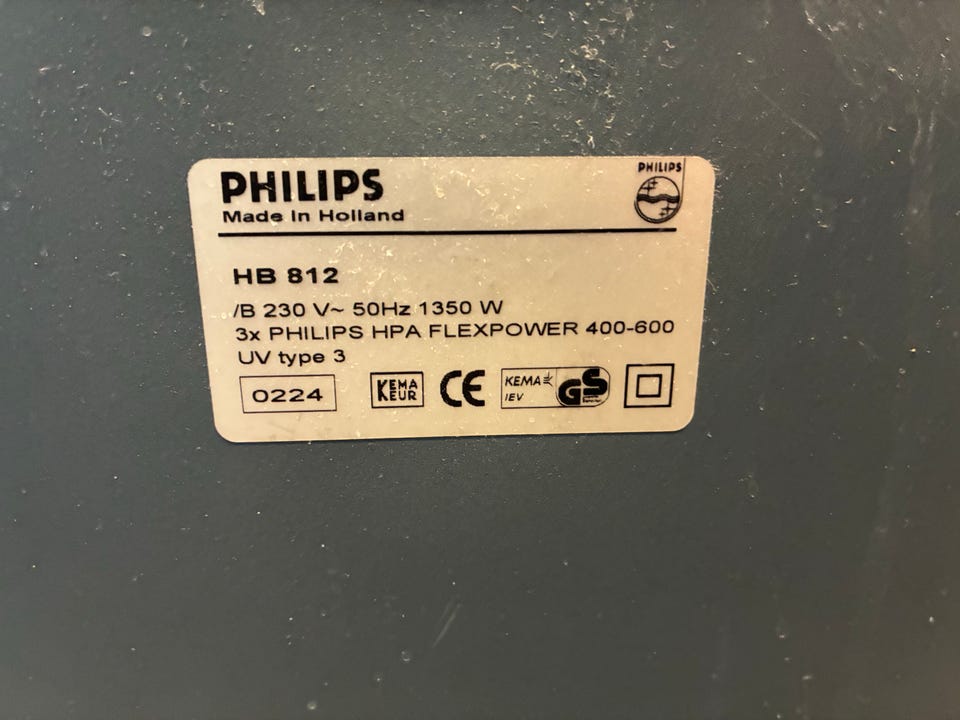 PHILIPS
PHILIPS
Made in Holland
HB 812
/B 230 V~ 50Hz 1350 W
3x PHILIPS HPA FLEXPOWER 400-600
UV type 3
0224
KEMA
KEUR
CE
KEMA
IEV
GS